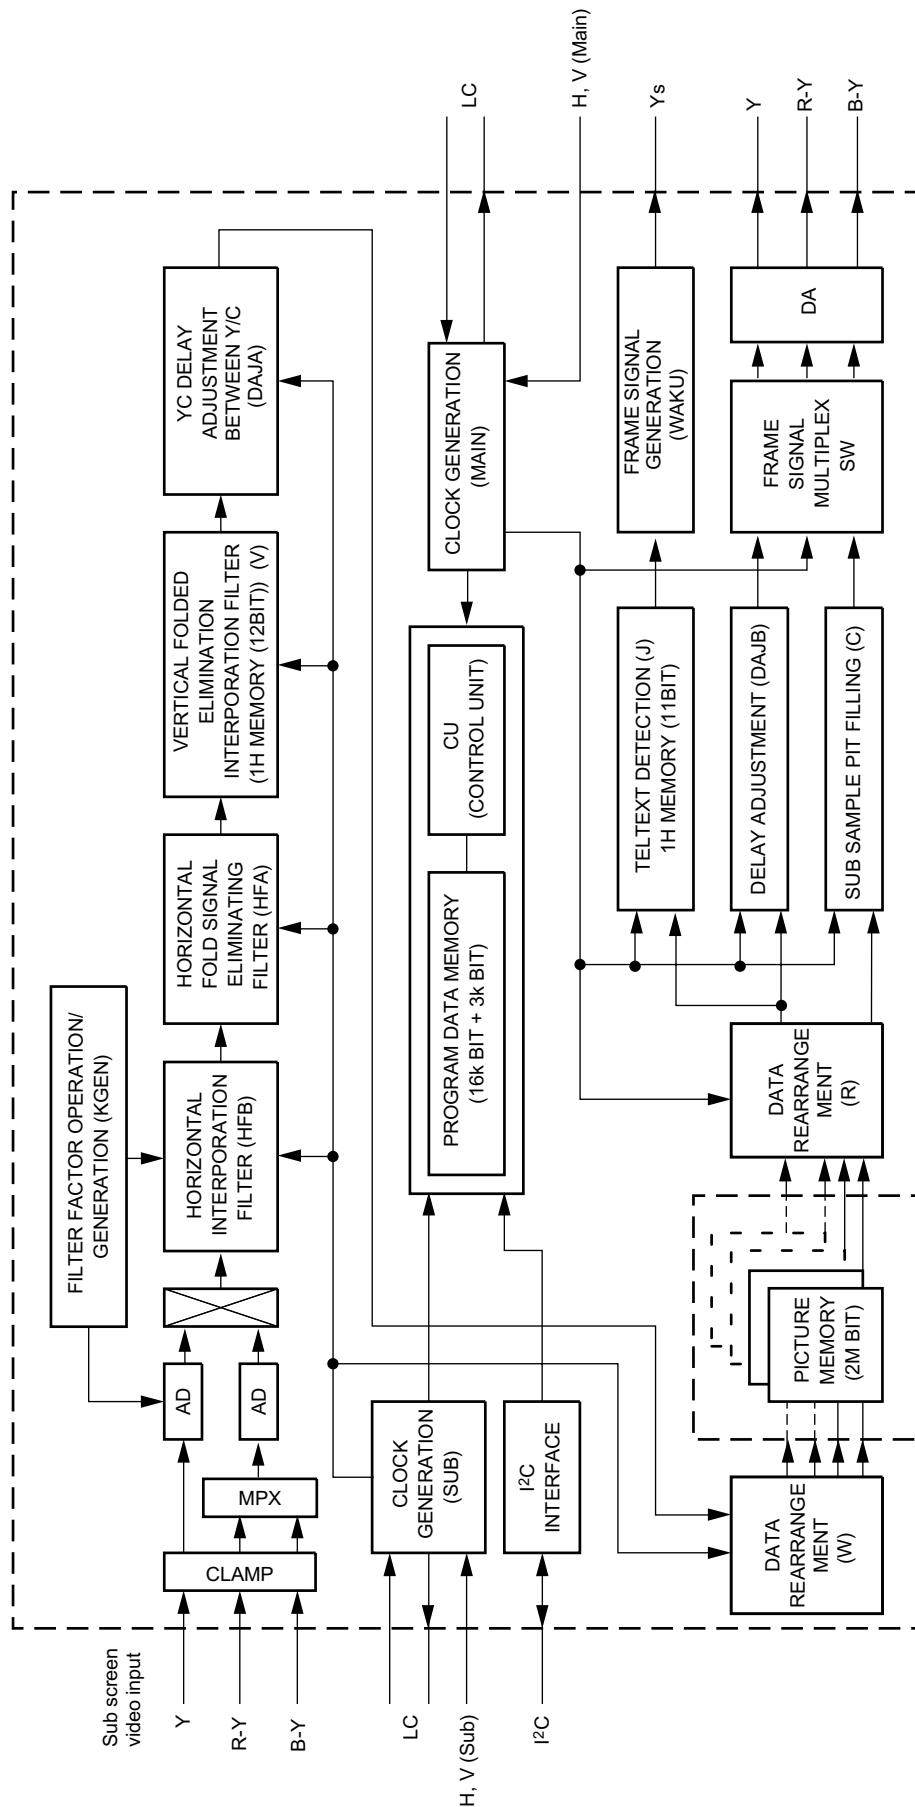 Sub screen
video input
Y
R-Y
B-Y
LC
H, V (Sub)
I²C
CLAMP
MPX
AD
AD
FILTER FACTOR OPERATION/
GENERATION (KGEN)
HORIZONTAL
INTERPORATION
FILTER (HFB)
HORIZONTAL
FOLD SIGNAL
ELIMINATING
FILTER (HFA)
VERTICAL FOLDED
ELIMINATION
INTERPORATION FILTER
(1H MEMORY (12BIT)) (V)
YC DELAY
ADJUSTMENT
BETWEEN Y/C
(DAJA)
CLOCK
GENERATION
(SUB)
I²C
INTERFACE
PROGRAM DATA MEMORY
(16k BIT + 3k BIT)
CU
(CONTROL UNIT)
CLOCK GENERATION
(MAIN)
DATA
REARRANGE
MENT
(W)
PICTURE
MEMORY
(2M BIT)
DATA
REARRANGE
MENT
(R)
TELTEXT DETECTION (J)
1H MEMORY (11BIT)
DELAY ADJUSTMENT (DAJB)
SUB SAMPLE PIT FILLING (C)
FRAME SIGNAL
GENERATION
(WAKU)
FRAME
SIGNAL
MULTIPLEX
SW
DA
LC
H, V (Main)
Ys
Y
R-Y
B-Y